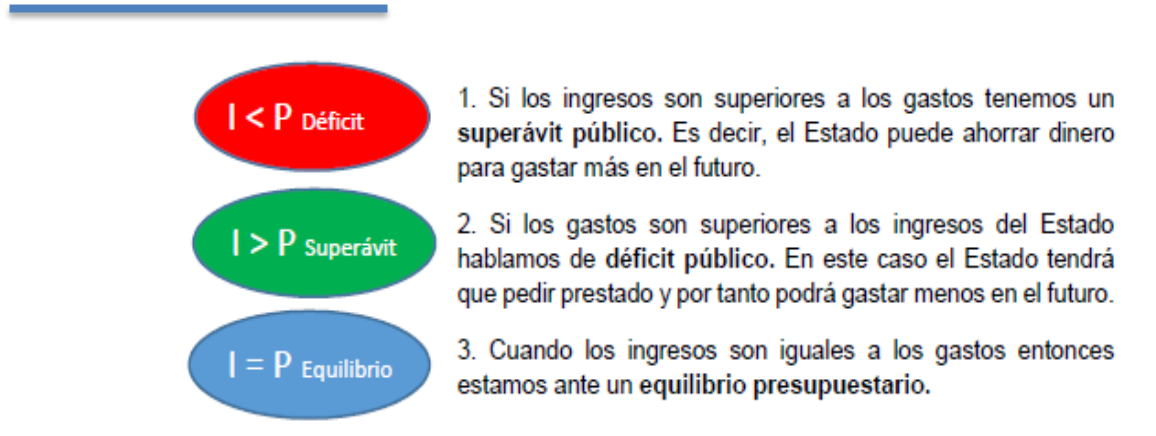 I < P Déficit
I > P Superávit
I = P Equilibrio
1. Si los ingresos son superiores a los gastos tenemos un
superávit público. Es decir, el Estado puede ahorrar dinero
para gastar más en el futuro.
2. Si los gastos son superiores a los ingresos del Estado
hablamos de déficit público. En este caso el Estado tendrá
que pedir prestado y por tanto podrá gastar menos en el futuro.
3. Cuando los ingresos son iguales a los gastos entonces
estamos ante un equilibrio presupuestario.